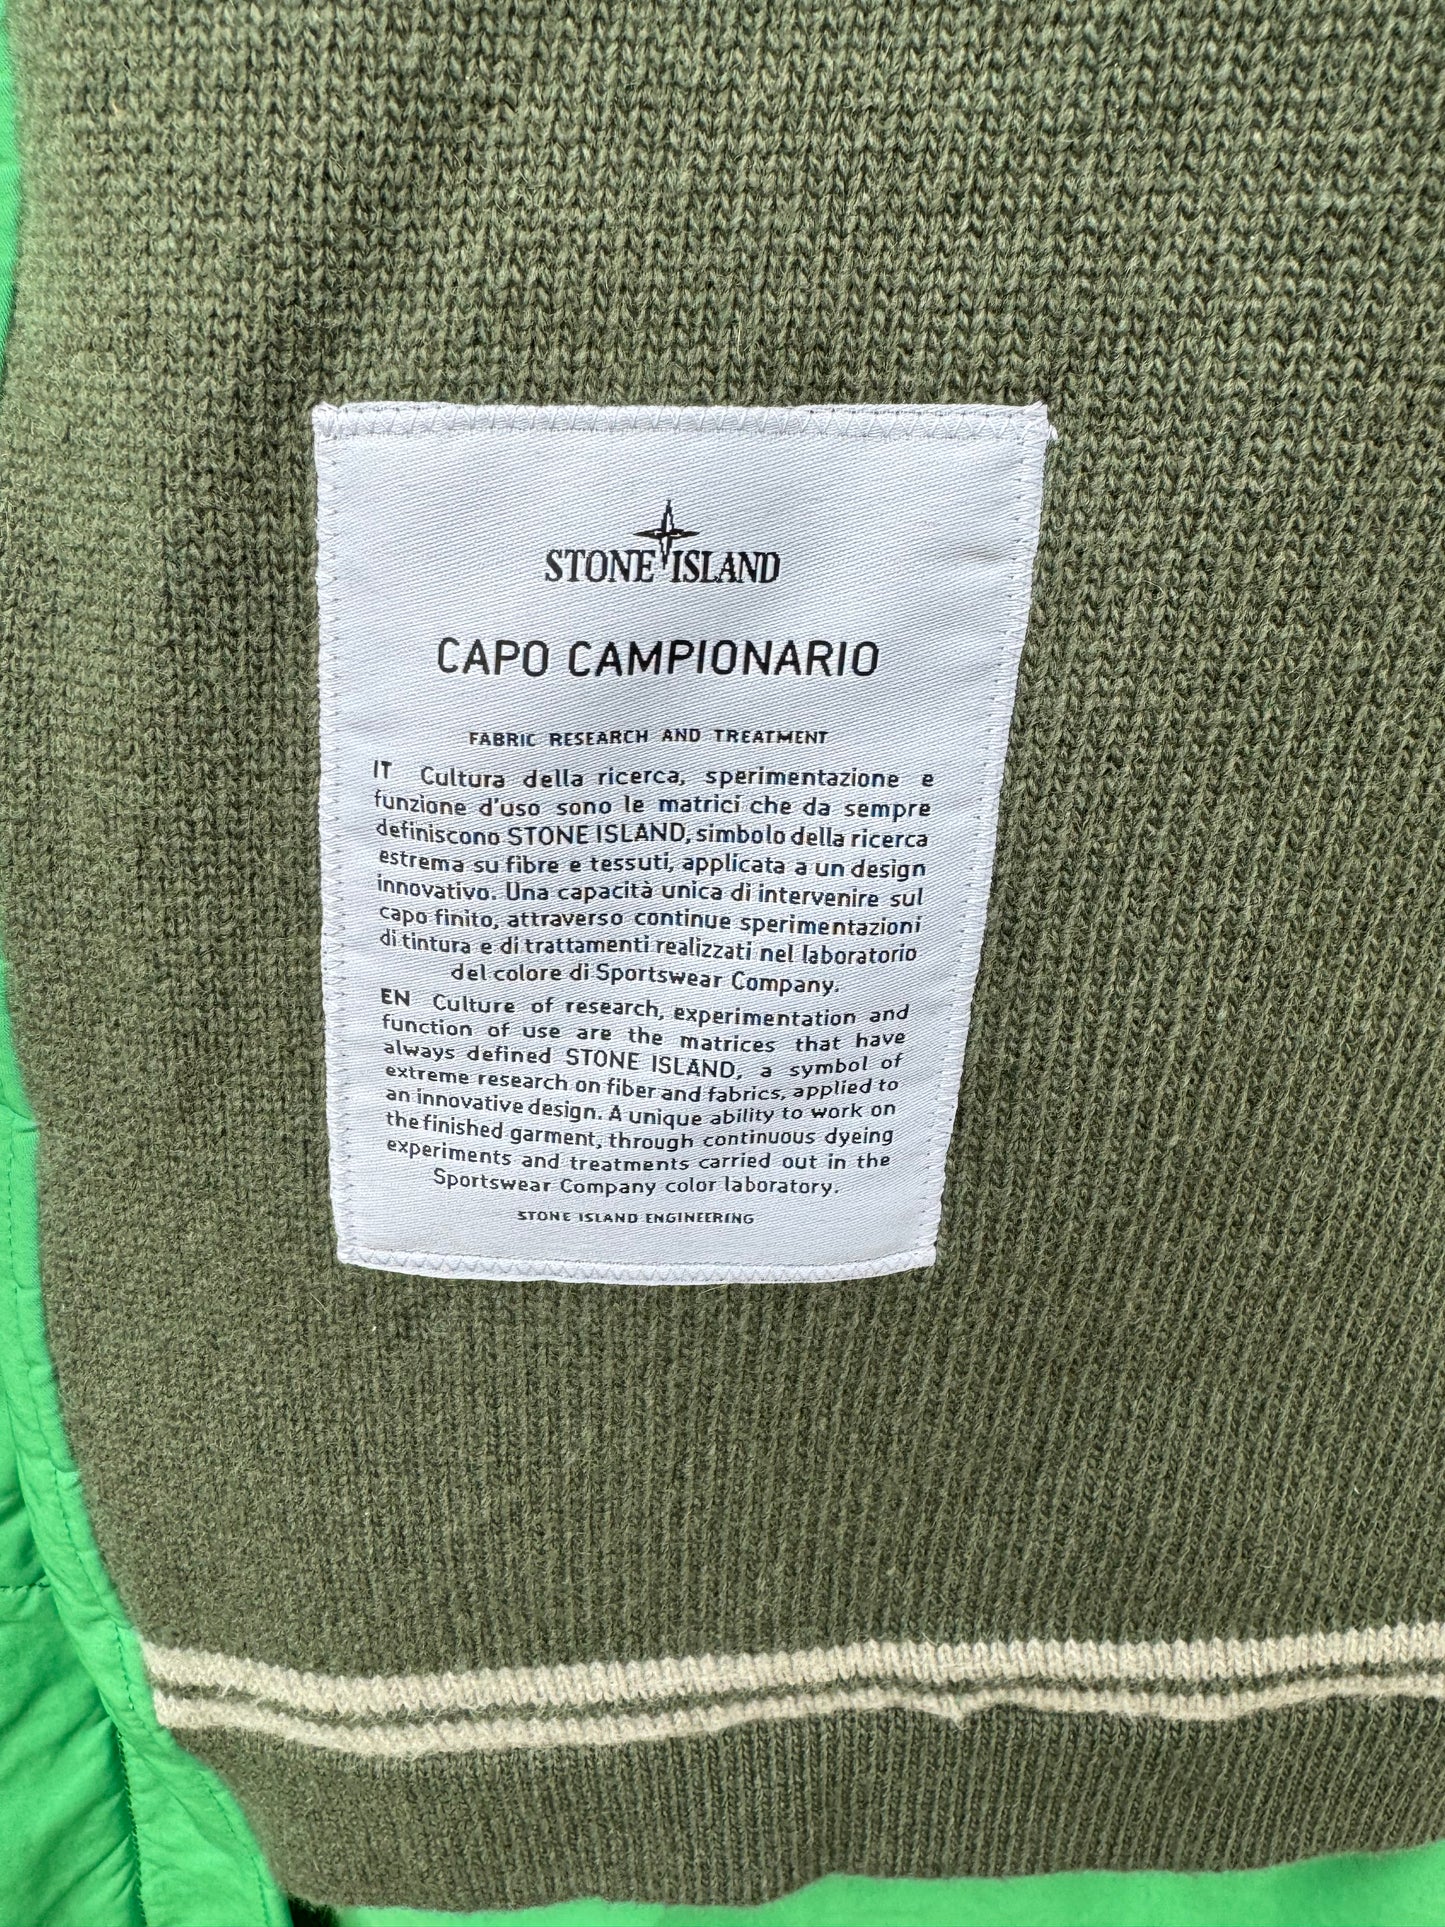 STONE ISLAND
CAPO CAMPIONARIO
FABRIC RESEARCH AND TREATMENT
IT Cultura della ricerca, sperimentazione e
funzione d'uso sono le matrici che da sempre
definiscono STONE ISLAND, simbolo della ricerca
estrema su fibre e tessuti, applicata a un design
innovativo. Una capacità unica di intervenire sul
capo finito, attraverso continue sperimentazioni
di tintura e di trattamenti realizzati nel laboratorio
del colore di Sportswear Company.
EN Culture of research, experimentation and
function of use are the matrices that have
always defined STONE ISLAND, a symbol of
extreme research on fiber and fabrics, applied to
an innovative design. A unique ability to work on
the finished garment, through continuous dyeing
experiments and treatments carried out in the
Sportswear Company color laboratory.
STONE ISLAND ENGINEERING